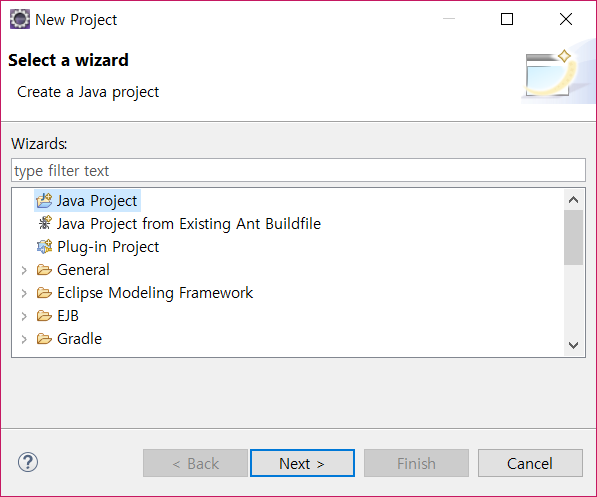 New Project
Select a wizard
Create a Java project
Wizards:
type filter text
Java Project
Java Project from Existing Ant Buildfile
Plug-in Project
General
Eclipse Modeling Framework
EJB
Gradle
? < Back Next > Finish Cancel